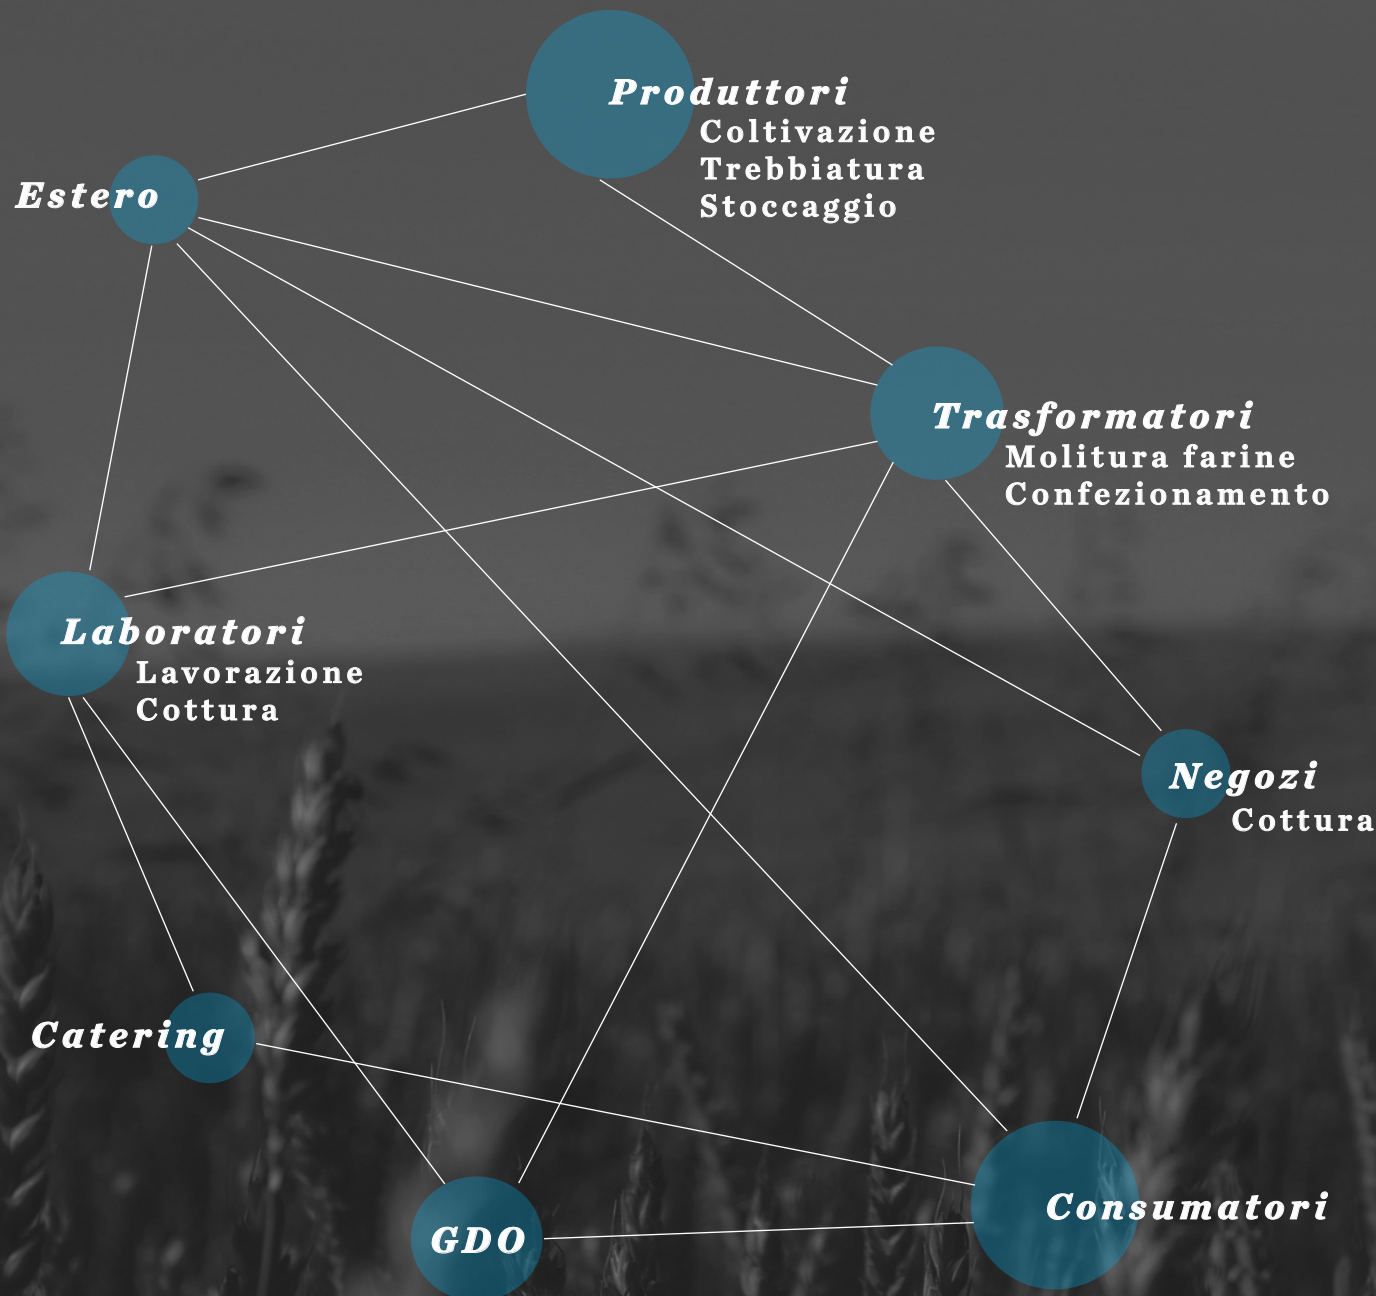 Produttori
Coltivazione
Trebbiatura
Stoccaggio
Estero
Trasformatori
Molitura farine
Confezionamento
Laboratori
Lavorazione
Cottura
Negozi
Cottura
Catering
Consumatori
GDO